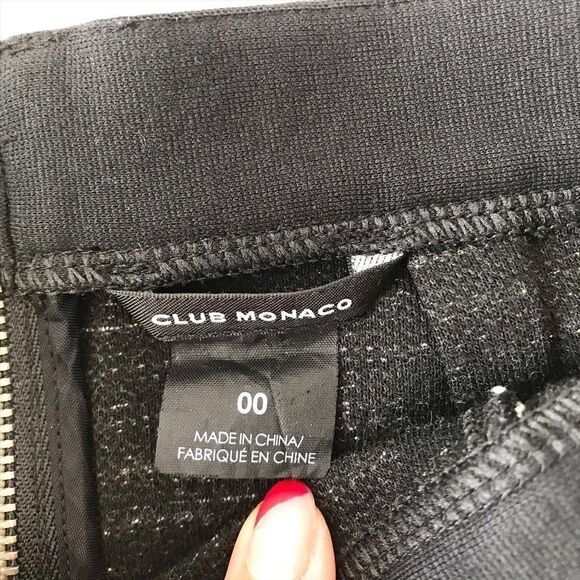 CLUB MONACO
00
MADE IN CHINA/
FABRIQUÉ EN CHINE